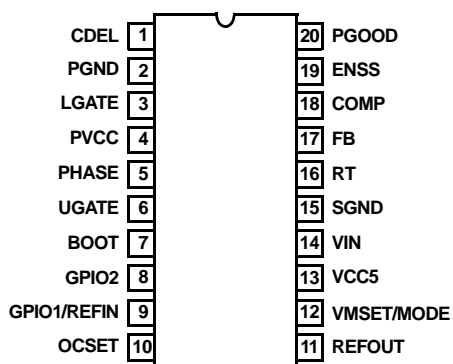 CDEL 1 20 PGOOD
PGND 2 19 ENSS
LGATE 3 18 COMP
PVCC 4 17 FB
PHASE 5 16 RT
UGATE 6 15 SGND
BOOT 7 14 VIN
GPIO2 8 13 VCC5
GPIO1/REFIN 9 12 VMSET/MODE
OCSET 10 11 REFOUT